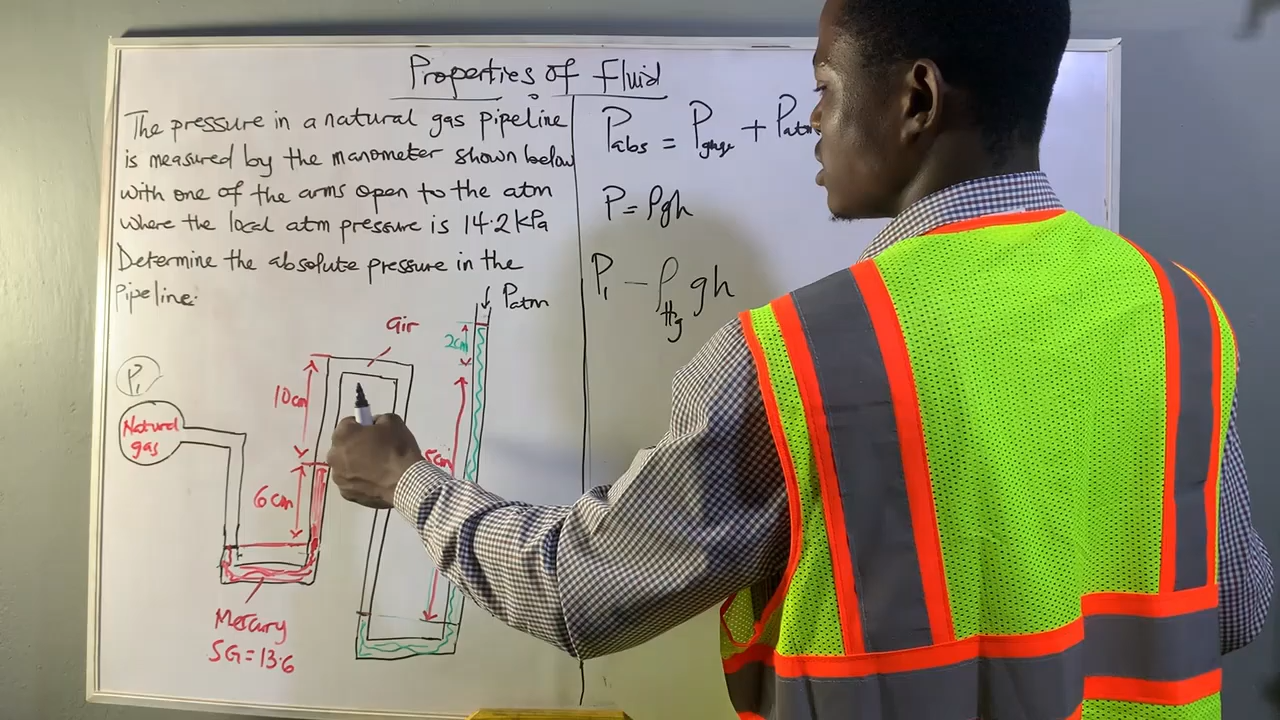 Properties of Fluid
The pressure in a natural gas pipeline
is measured by the manometer shown below
with one of the arms open to the atm
where the local atm pressure is 14.2 kPa
Determine the absolute pressure in the
Pipeline.
P1
Natural
gas
10cm
6cm
air
2cm
Patm
Mercury
SG = 13.6
Pabs = Pgage +
P = ρgh
P1 - ρHg gh